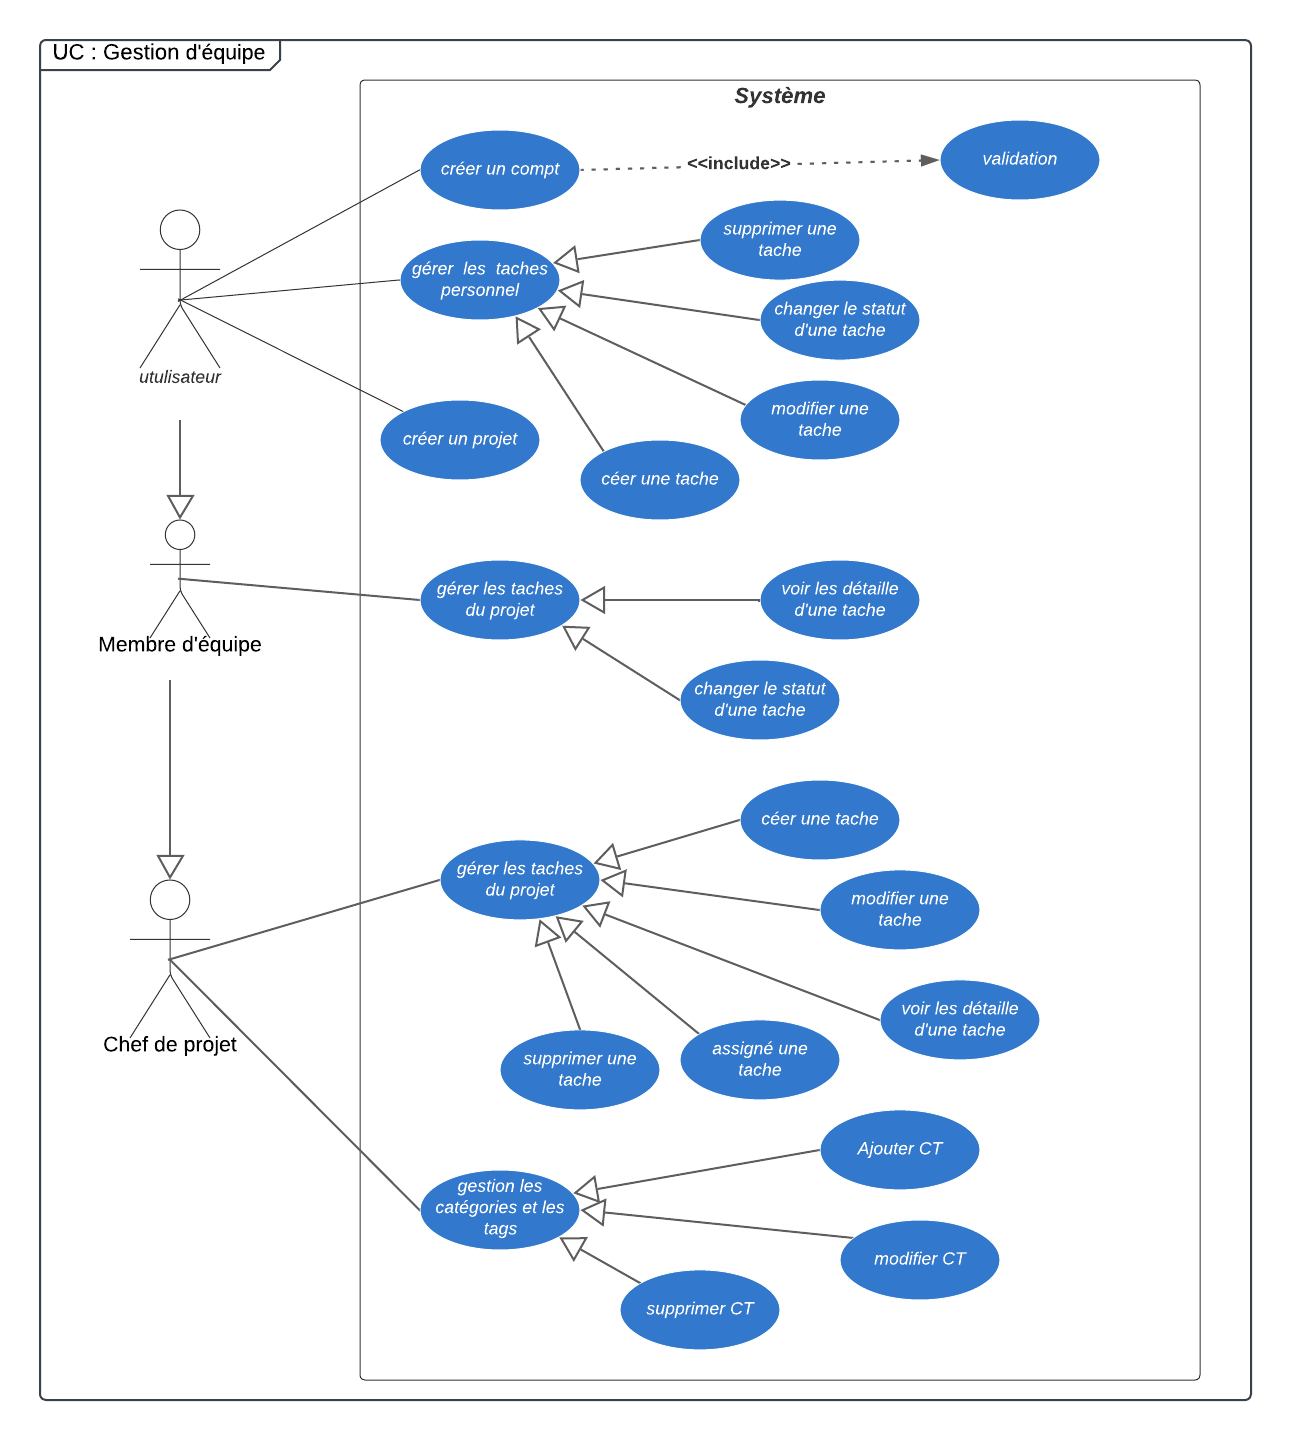 UC : Gestion d'équipe
Système
créer un compt
<<include>>
validation
supprimer une
tache
gérer les taches
personnel
changer le statut
d'une tache
utulisateur
modifier une
tache
créer un projet
céer une tache
gérer les taches
du projet
voir les détaille
d'une tache
Membre d'équipe
changer le statut
d'une tache
céer une tache
gérer les taches
du projet
modifier une
tache
voir les détaille
d'une tache
Chef de projet
supprimer une
tache
assigné une
tache
Ajouter CT
gestion les
catégories et les
tags
modifier CT
supprimer CT